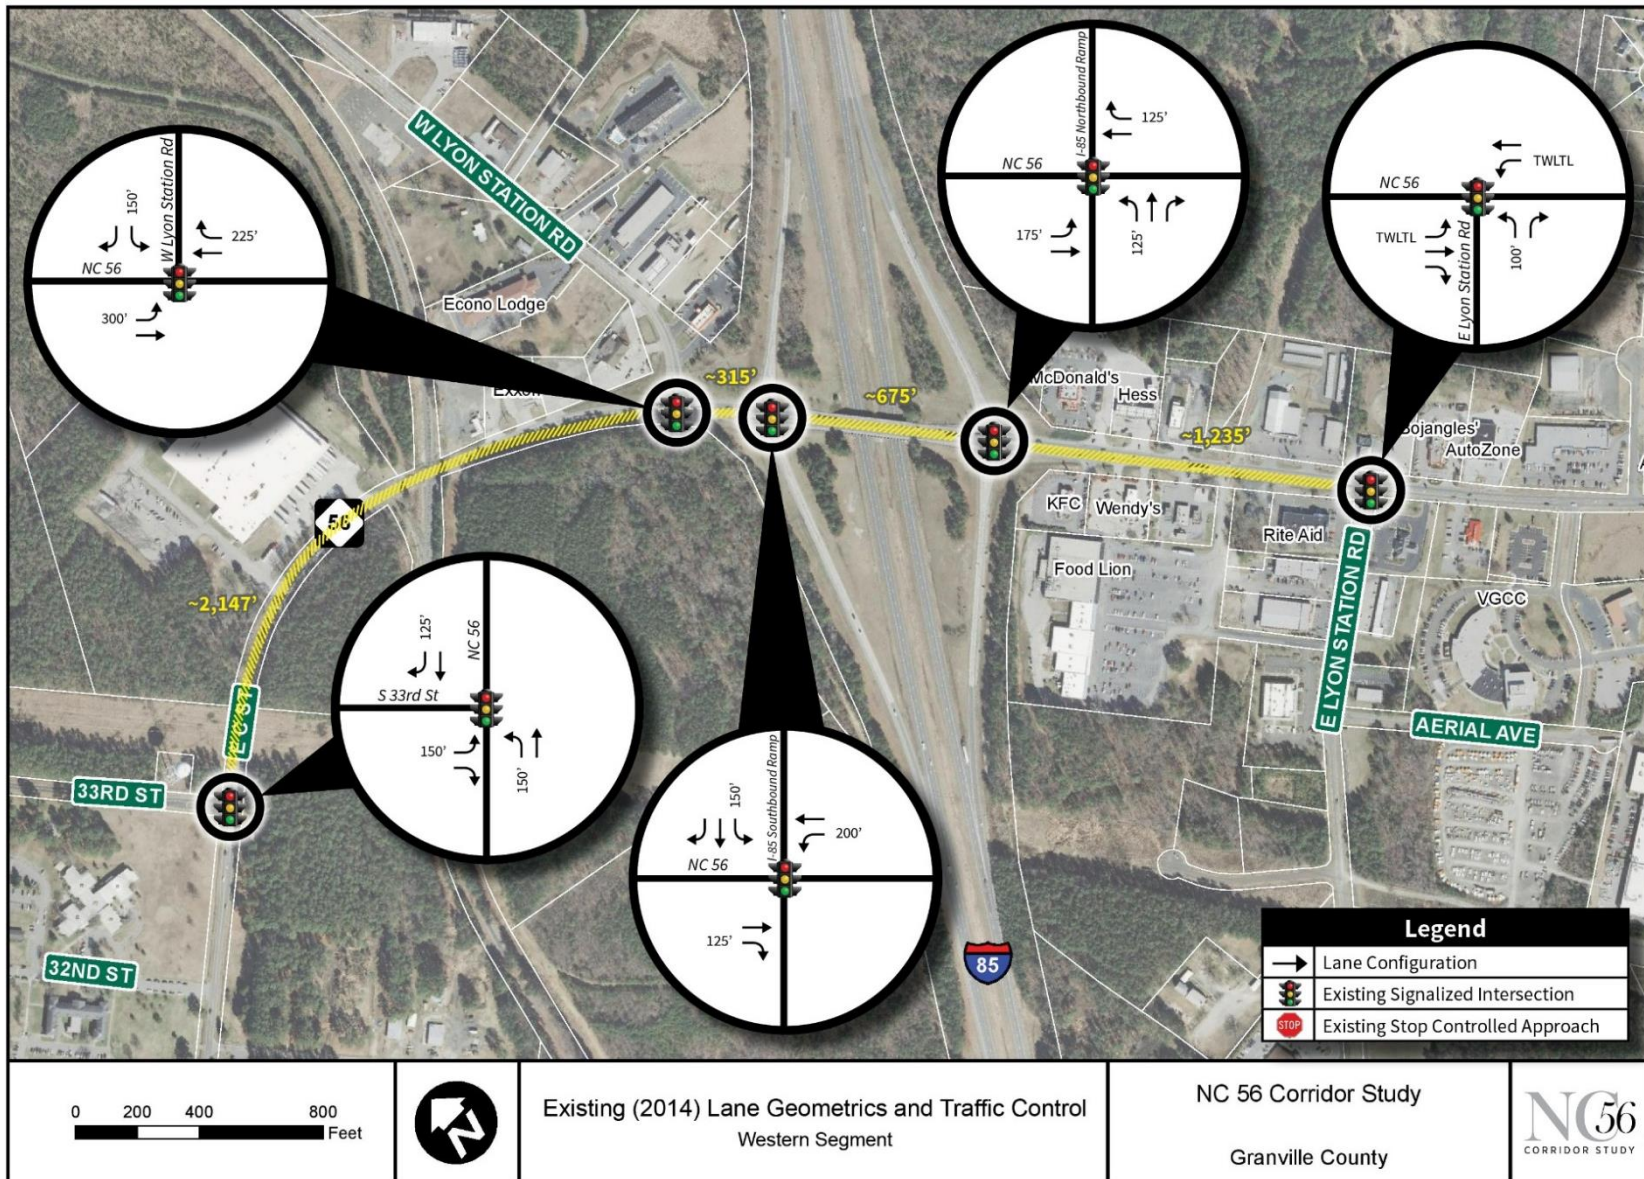 W Lyon Station Rd
150'
225'
NC 56
300'
W LYON STATION RD
I-85 Northbound Ramp
125'
NC 56
175'
125'
TWLTL
NC 56
TWLTL
E Lyon Station Rd
100'
Econo Lodge
~315'
~675'
McDonald's
Hess
~1,235'
Bojangles'
AutoZone
KFC
Wendy's
Rite Aid
Food Lion
VGCC
E LYON STATION RD
AERIAL AVE
56
~2,147'
125'
NC 56
S 33rd St
150'
150'
33RD ST
32ND ST
150'
I-85 Southbound Ramp
200'
NC 56
125'
85
Legend
Lane Configuration
Existing Signalized Intersection
STOP
Existing Stop Controlled Approach
0 200 400 800
Feet
N
Existing (2014) Lane Geometrics and Traffic Control
Western Segment
NC 56 Corridor Study
Granville County
NC56
CORRIDOR STUDY